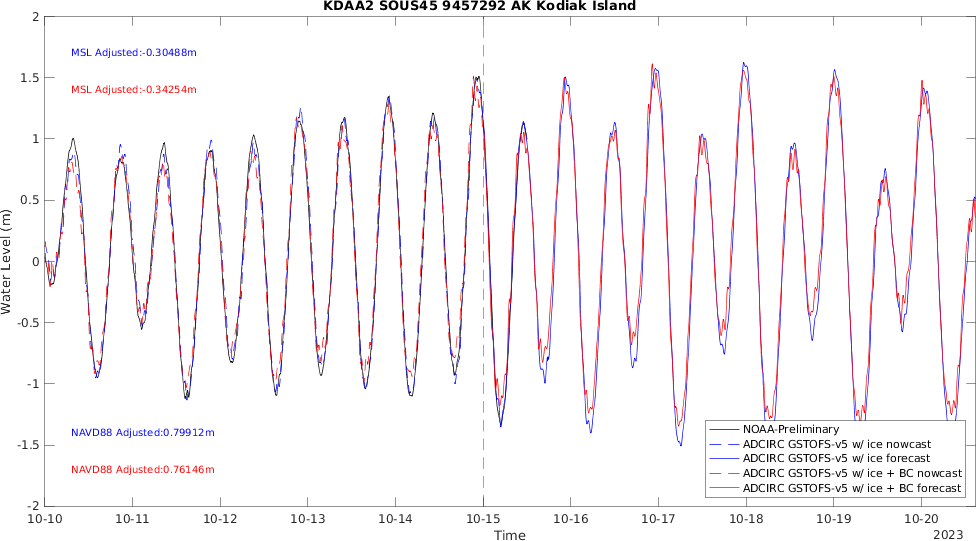 KDAA2 SOUS45 9457292 AK Kodiak Island
2
1.5
1
0.5
0
-0.5
-1
-1.5
-2
Water Level (m)
MSL Adjusted:-0.30488m
MSL Adjusted:-0.34254m
NAVD88 Adjusted:0.79912m
NAVD88 Adjusted:0.76146m
NOAA-Preliminary
ADCIRC GSTOFS-v5 w/ ice nowcast
ADCIRC GSTOFS-v5 w/ ice forecast
ADCIRC GSTOFS-v5 w/ ice + BC nowcast
ADCIRC GSTOFS-v5 w/ ice + BC forecast
10-10 10-11 10-12 10-13 10-14 10-15 10-16 10-17 10-18 10-19 10-20
Time
2023